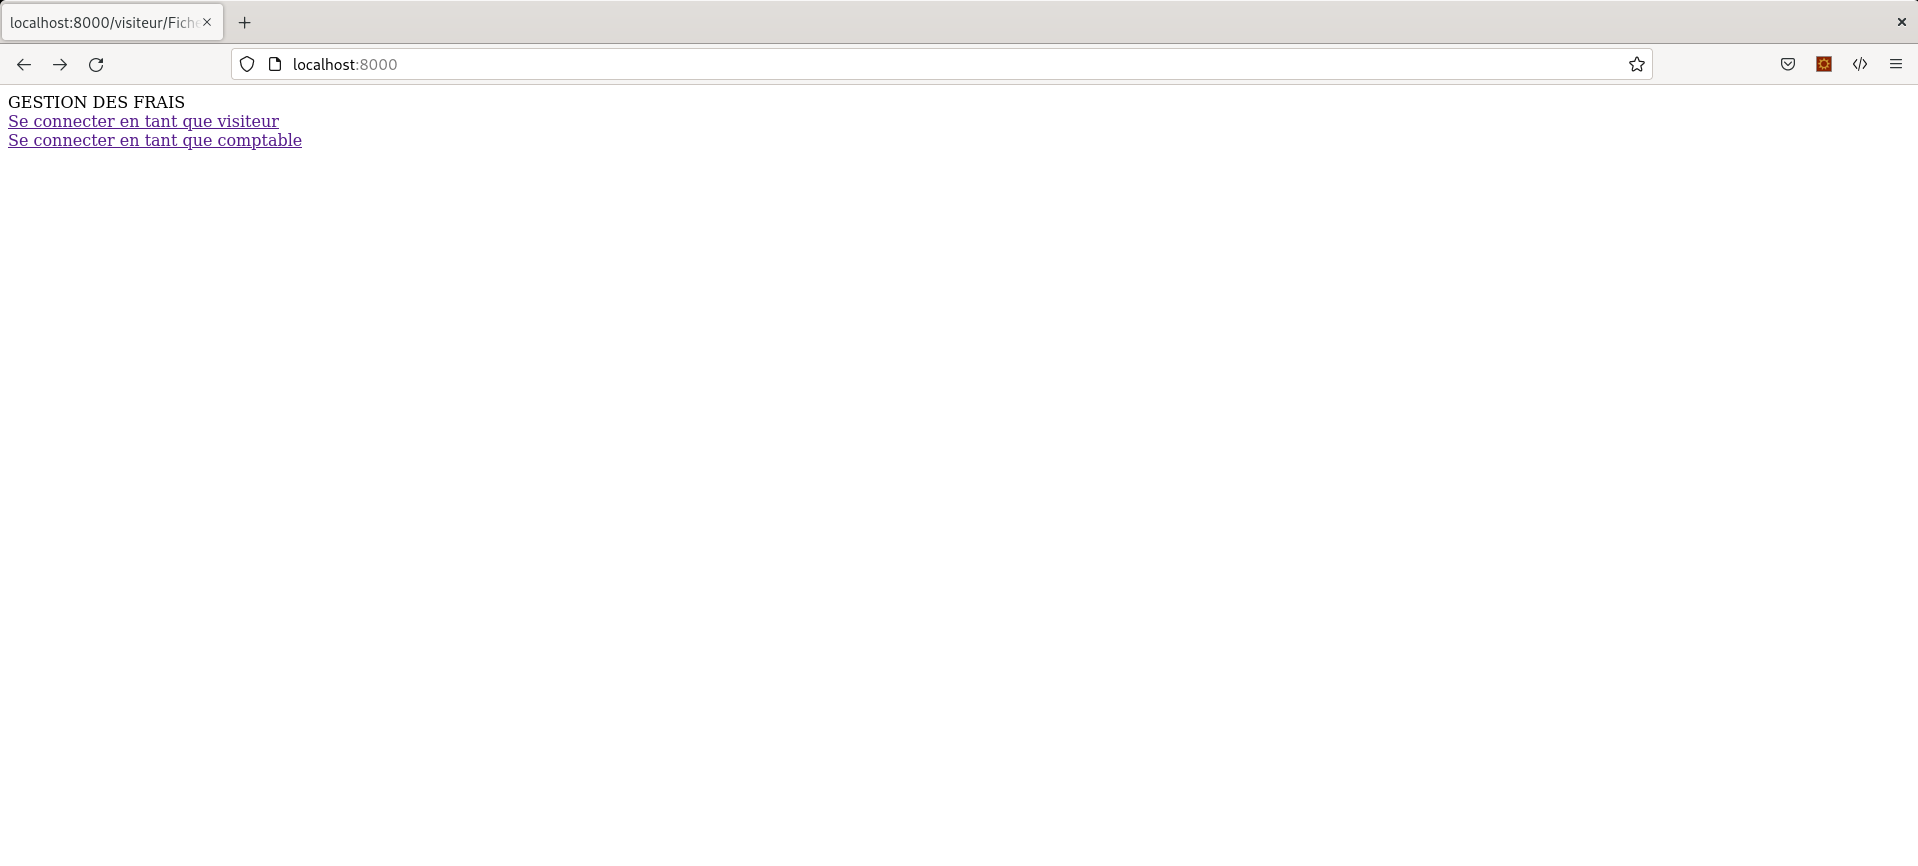 localhost:8000/visiteur/Fich
localhost:8000
GESTION DES FRAIS
Se connecter en tant que visiteur
Se connecter en tant que comptable